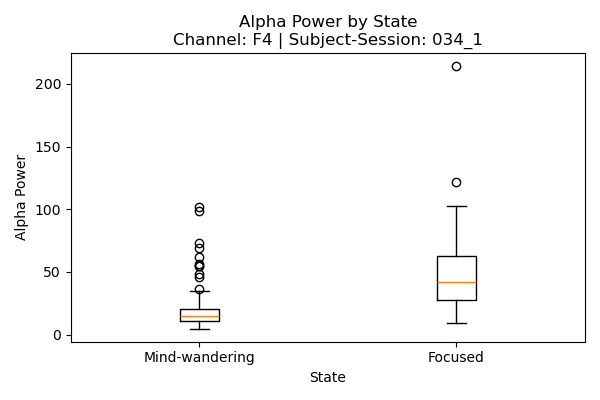 Alpha Power by State
Channel: F4 | Subject-Session: 034_1
Alpha Power
200
150
100
50
0
Mind-wandering
Focused
State